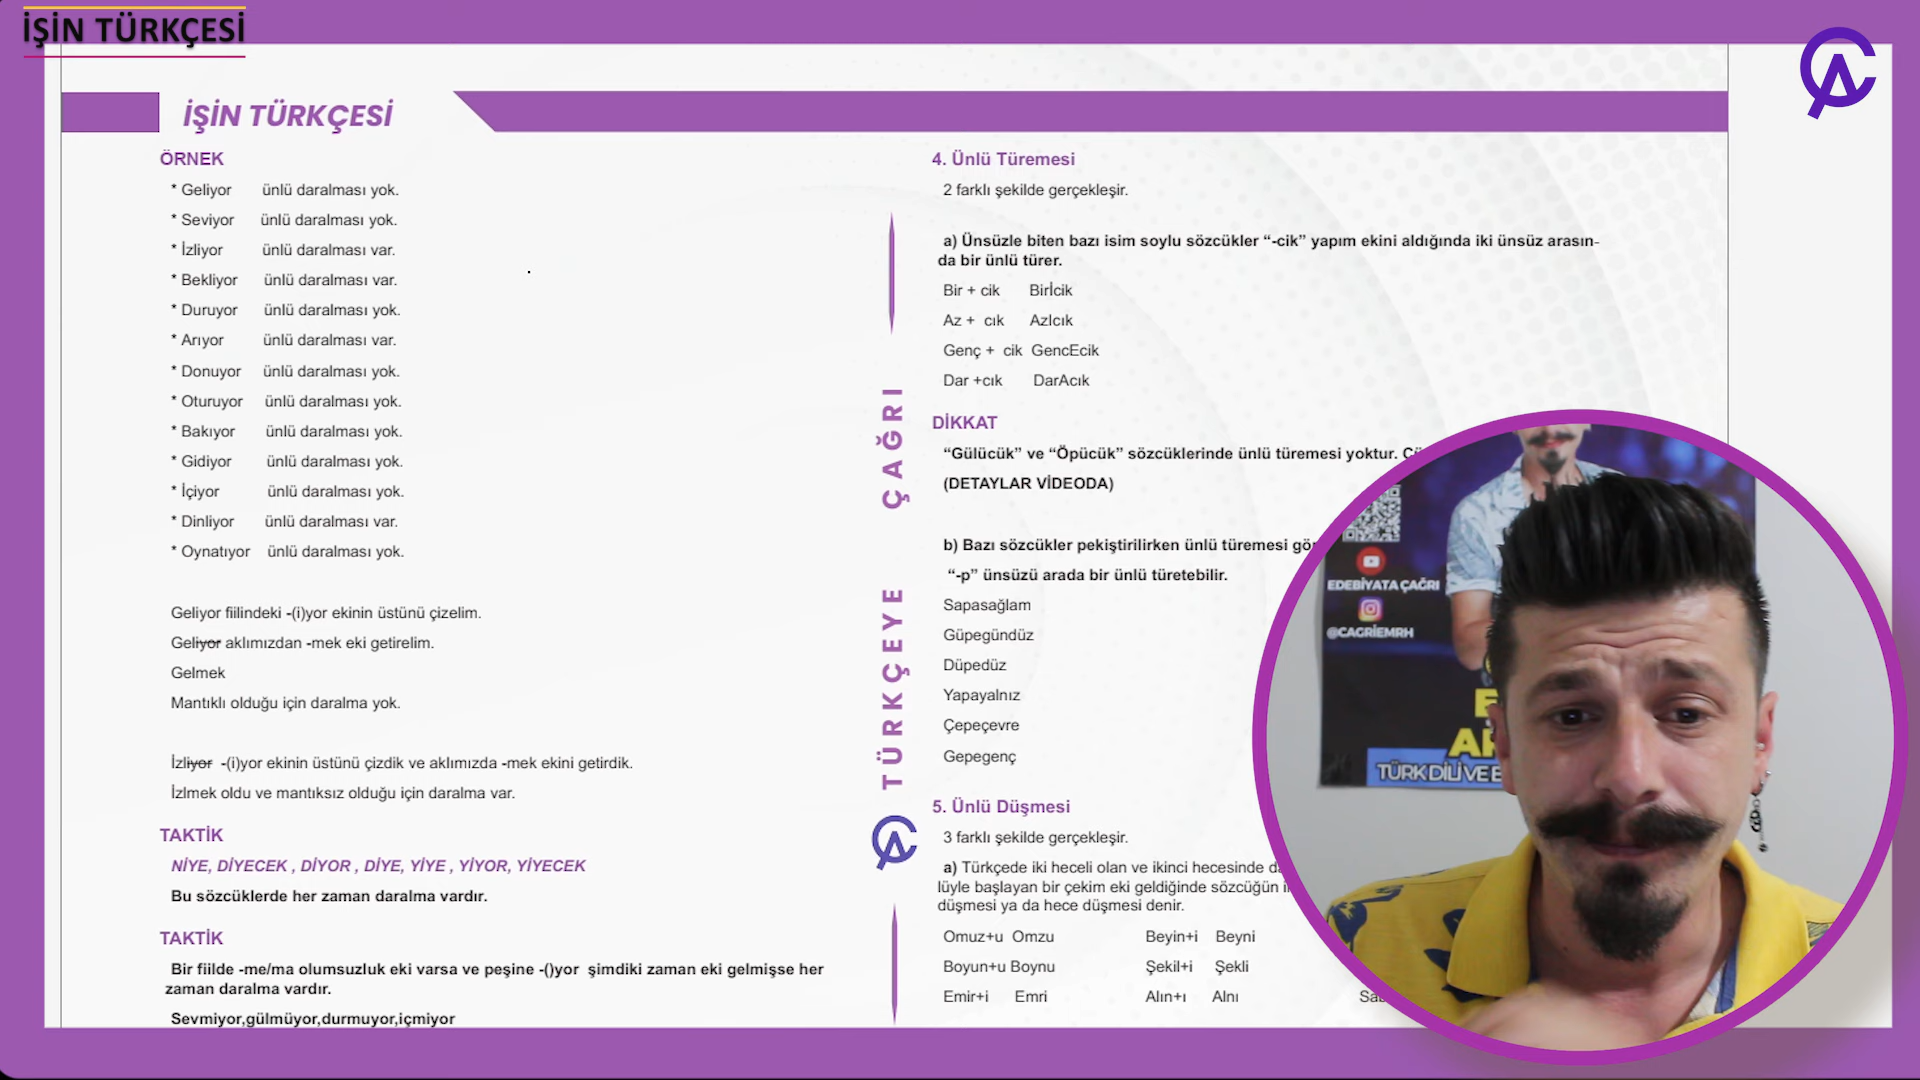 İŞİN TÜRKÇESİ
İŞİN TÜRKÇESİ
ÖRNEK
* Geliyor ünlü daralması yok.
* Seviyor ünlü daralması yok.
* İzliyor ünlü daralması var.
* Bekliyor ünlü daralması var.
* Duruyor ünlü daralması yok.
* Arıyor ünlü daralması var.
* Donuyor ünlü daralması yok.
* Oturuyor ünlü daralması yok.
* Bakıyor ünlü daralması yok.
* Gidiyor ünlü daralması yok.
* İçiyor ünlü daralması yok.
* Dinliyor ünlü daralması var.
* Oynatıyor ünlü daralması yok.
Geliyor fiilindeki -(i)yor ekinin üstünü çizelim.
Geliyor aklımızdan -mek eki getirelim.
Gelmek
Mantıklı olduğu için daralma yok.
İzliyor -(i)yor ekinin üstünü çizdik ve aklımızda -mek ekini getirdik.
İzlmek oldu ve mantıksız olduğu için daralma var.
TAKTİK
NİYE, DİYECEK , DİYOR , DİYE, YİYE , YİYOR, YİYECEK
Bu sözcüklerde her zaman daralma vardır.
TAKTİK
Bir fiilde -me/ma olumsuzluk eki varsa ve peşine -()yor şimdiki zaman eki gelmişse her
zaman daralma vardır.
Sevmiyor,gülmüyor,durmuyor,içmiyor
TÜRKÇEYE ÇAĞRI
4. Ünlü Türemesi
2 farklı şekilde gerçekleşir.
a) Ünsüzle biten bazı isim soylu sözcükler “-cik” yapım ekini aldığında iki ünsüz arasın-
da bir ünlü türer.
Bir + cik Birİcik
Az + cık AzIcık
Genç + cik GencEcik
Dar +cık DarAcık
DİKKAT
“Gülücük” ve “Öpücük” sözcüklerinde ünlü türemesi yoktur.
(DETAYLAR VİDEODA)
b) Bazı sözcükler pekiştirilirken ünlü türemesi
“-p” ünsüzü arada bir ünlü türetebilir.
Sapasağlam
Güpegündüz
Düpedüz
Yapayalnız
Çepeçevre
Gepegenç
5. Ünlü Düşmesi
3 farklı şekilde gerçekleşir.
a) Türkçede iki heceli olan ve ikinci hecesinde
lüyle başlayan bir çekim eki geldiğinde sözcüğün
düşmesi ya da hece düşmesi denir.
Omuz+u Omzu Beyin+i Beyni
Boyun+u Boynu Şekil+i Şekli
Emir+i Emri Alın+ı Alnı
EDEBİYATA ÇAĞRI
@CAGRİEMRH
TÜRK DİLİ VE